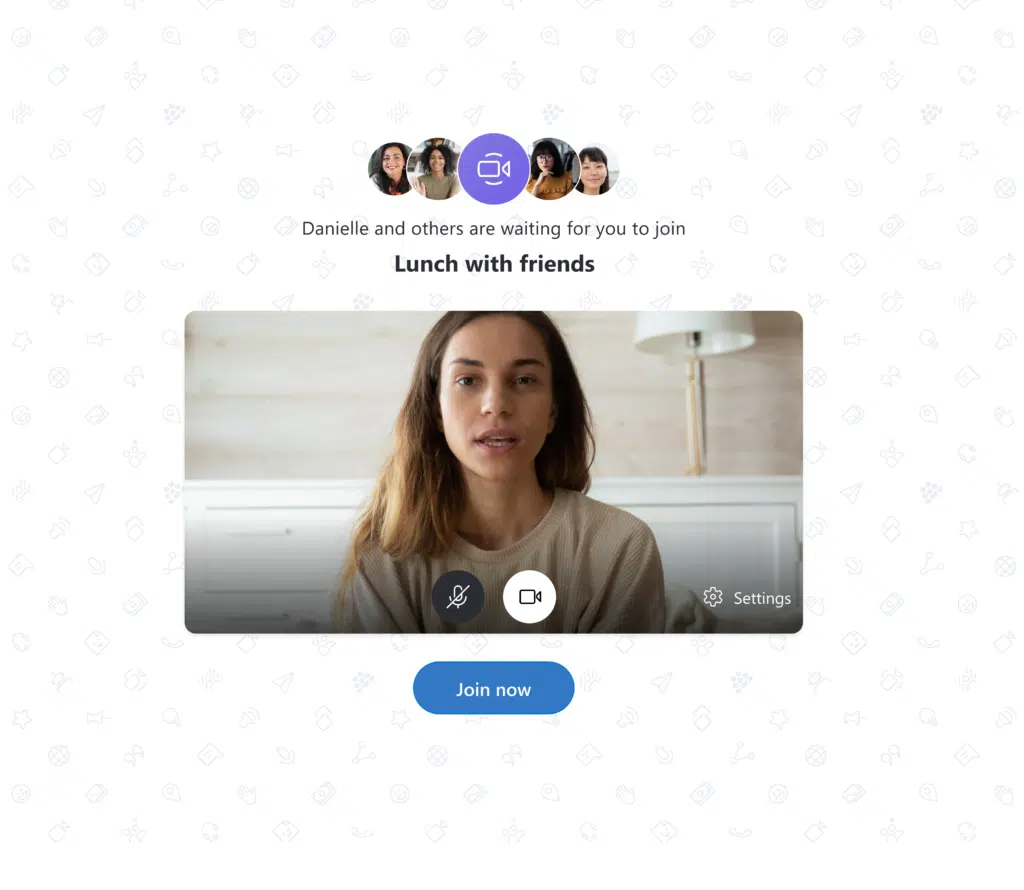 Danielle and others are waiting for you to join
Lunch with friends
Settings
Join now